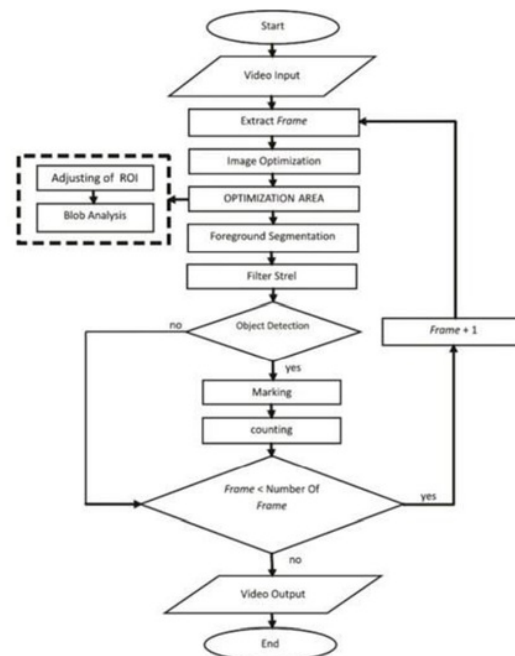 Start
Video Input
Extract Frame
Image Optimization
Adjusting of ROI
OPTIMIZATION AREA
Blob Analysis
Foreground Segmentation
Filter Strel
no
Object Detection
Frame + 1
yes
Marking
counting
Frame < Number Of
Frame
yes
no
Video Output
End